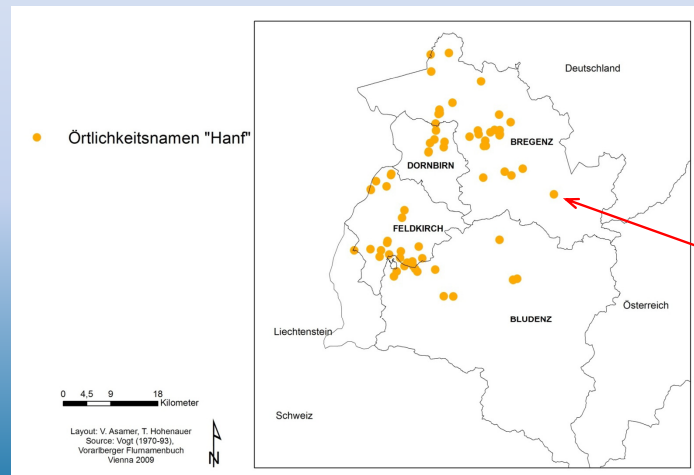 Örtlichkeitsnamen "Hanf"
Deutschland
BREGENZ
DORNBIRN
FELDKIRCH
Österreich
BLUDENZ
Liechtenstein
0 4,5 9 18
Kilometer
Schweiz
Layout: V. Asamer, T. Hohenauer
Source: Vogt (1970-93),
Vorarlberger Flurnamenbuch
Vienna 2009
N